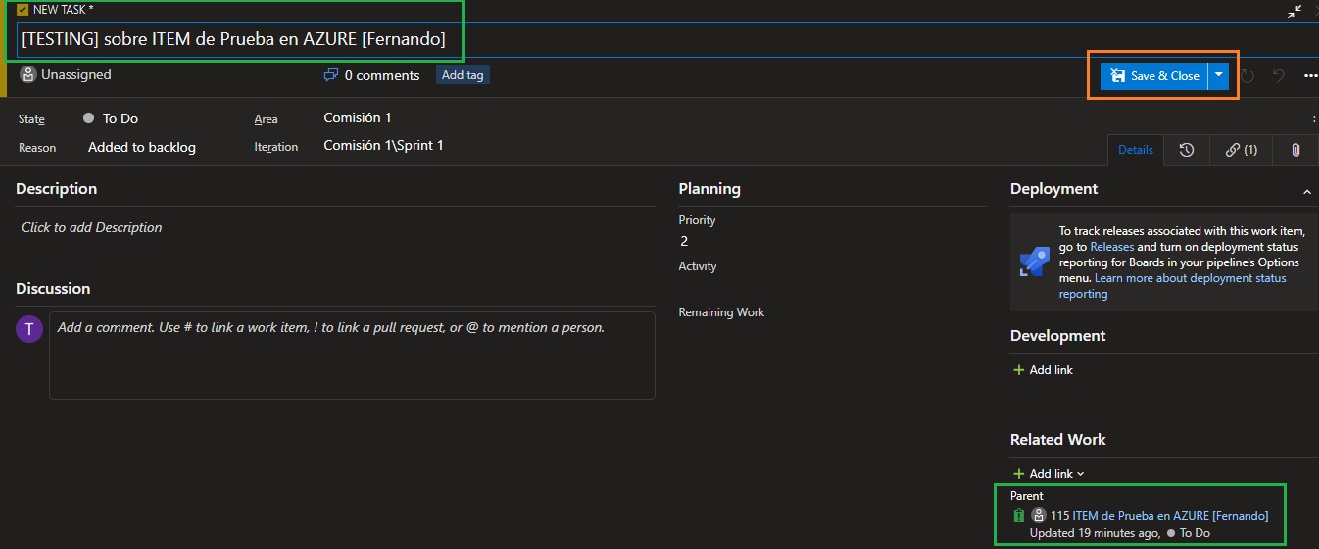 NEW TASK *
[TESTING] sobre ITEM de Prueba en AZURE [Fernando]
Unassigned
0 comments
Add tag
Save & Close
State
To Do
Area
Comisión 1
Reason
Added to backlog
Iteration
Comisión 1\Sprint 1
Details
(1)
Description
Click to add Description
Discussion
T
Add a comment. Use # to link a work item, ! to link a pull request, or @ to mention a person.
Planning
Priority
2
Activity
Remaining Work
Deployment
To track releases associated with this work item,
go to Releases and turn on deployment status
reporting for Boards in your pipeline's Options
menu. Learn more about deployment status
reporting
Development
+ Add link
Related Work
+ Add link
Parent
115 ITEM de Prueba en AZURE [Fernando]
Updated 19 minutes ago, ● To Do